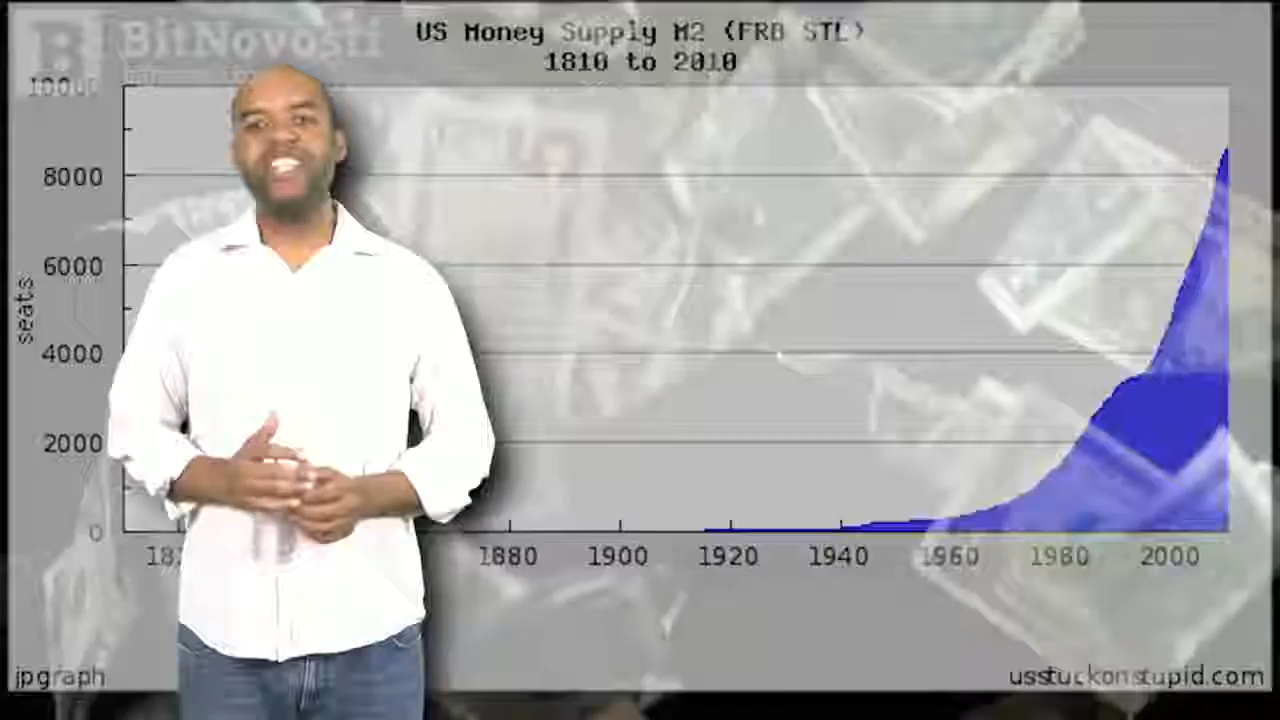 BitNovosti
US Money Supply M2 (FRB STL)
1810 to 2010
10000
8000
6000
4000
2000
0
seats
1880 1900 1920 1940 1960 1980 2000
jpgraph
usstuckonstupid.com